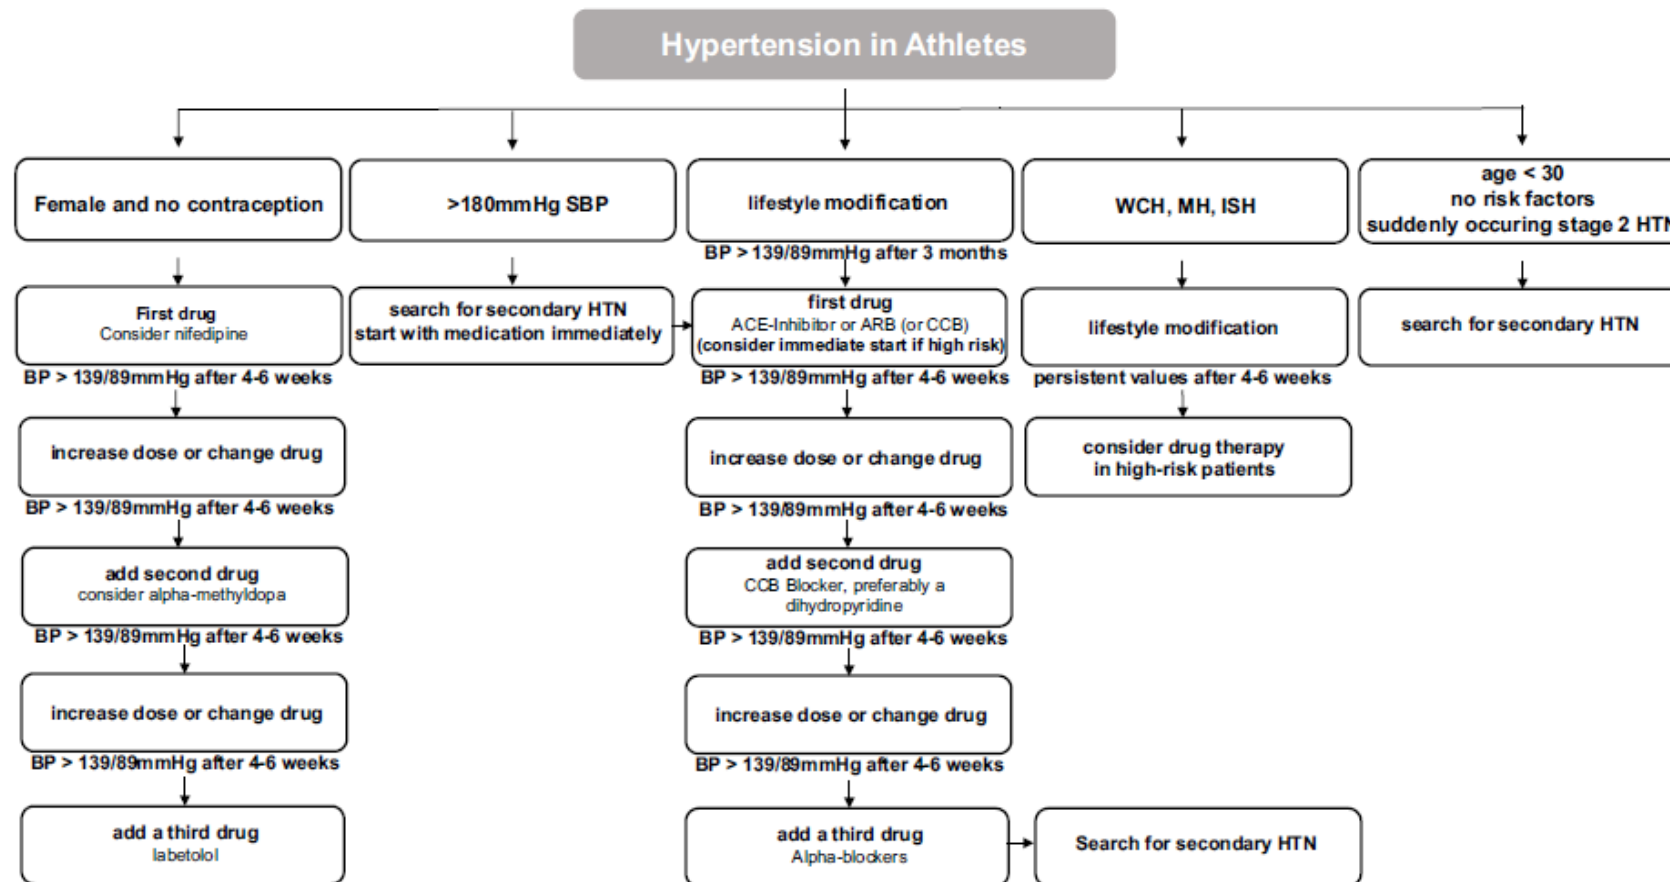 Hypertension in Athletes
Female and no contraception
>180mmHg SBP
lifestyle modification
WCH, MH, ISH
age < 30
no risk factors
suddenly occuring stage 2 HTN
BP > 139/89mmHg after 3 months
First drug
Consider nifedipine
search for secondary HTN
start with medication immediately
first drug
ACE-Inhibitor or ARB (or CCB)
(consider immediate start if high risk)
lifestyle modification
search for secondary HTN
BP > 139/89mmHg after 4-6 weeks
BP > 139/89mmHg after 4-6 weeks
persistent values after 4-6 weeks
increase dose or change drug
increase dose or change drug
consider drug therapy
in high-risk patients
BP > 139/89mmHg after 4-6 weeks
BP > 139/89mmHg after 4-6 weeks
add second drug
consider alpha-methyldopa
add second drug
CCB Blocker, preferably a
dihydropyridine
BP > 139/89mmHg after 4-6 weeks
BP > 139/89mmHg after 4-6 weeks
increase dose or change drug
increase dose or change drug
BP > 139/89mmHg after 4-6 weeks
BP > 139/89mmHg after 4-6 weeks
add a third drug
labetolol
add a third drug
Alpha-blockers
Search for secondary HTN